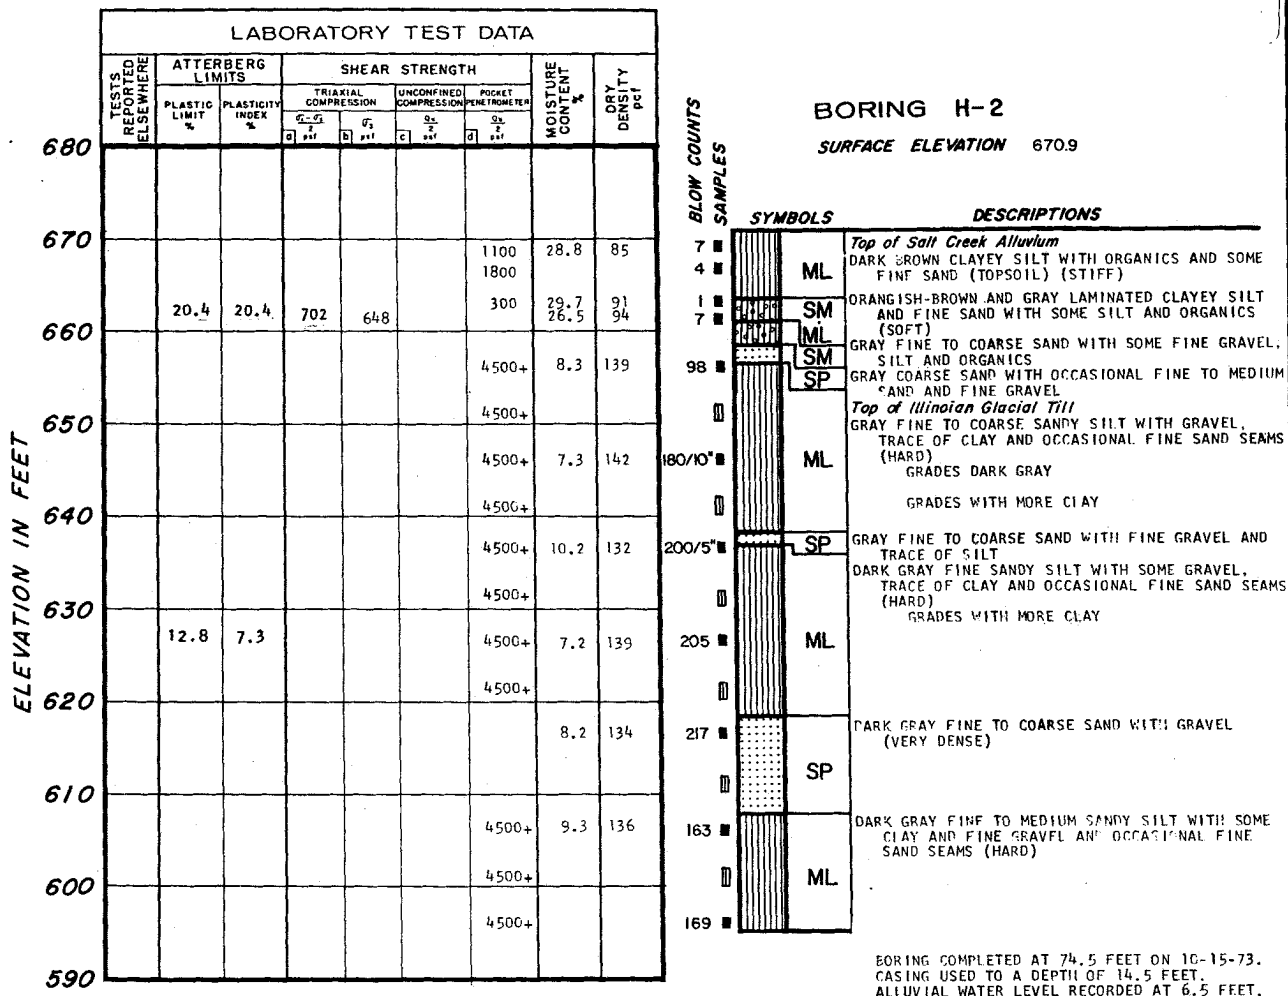 LABORATORY TEST DATA
TESTS REPORTED ELSEWHERE
ATTERBERG LIMITS
SHEAR STRENGTH
MOISTURE CONTENT %
DRY DENSITY pcf
PLASTIC LIMIT %
PLASTICITY INDEX %
TRIAXIAL COMPRESSION
UNCONFINED COMPRESSION
POCKET PENETROMETER
a psf
b σ3 psf
c Qu/2 psf
d Qu/2 psf
BORING H-2
SURFACE ELEVATION 670.9
BLOW COUNTS
SAMPLES
SYMBOLS
DESCRIPTIONS
ELEVATION IN FEET
680
670
660
650
640
630
620
610
600
590
1100 28.8 85
1800
300 29.7 91
20.4 20.4 702 648 26.5 94
4500+ 8.3 139
4500+
4500+ 7.3 142
4500+
4500+ 10.2 132
4500+
12.8 7.3 4500+ 7.2 139
4500+
8.2 134
4500+ 9.3 136
4500+
4500+
7
4
1
7
98
180/10"
200/5"
205
217
163
169
ML
SM
ML
SM
SP
ML
SP
ML
SP
ML
Top of Salt Creek Alluvium
DARK BROWN CLAYEY SILT WITH ORGANICS AND SOME
FINE SAND (TOPSOIL) (STIFF)
ORANGISH-BROWN AND GRAY LAMINATED CLAYEY SILT
AND FINE SAND WITH SOME SILT AND ORGANICS
(SOFT)
GRAY FINE TO COARSE SAND WITH SOME FINE GRAVEL,
SILT AND ORGANICS
GRAY COARSE SAND WITH OCCASIONAL FINE TO MEDIUM
SAND AND FINE GRAVEL
Top of Illinoian Glacial Till
GRAY FINE TO COARSE SANDY SILT WITH GRAVEL,
TRACE OF CLAY AND OCCASIONAL FINE SAND SEAMS
(HARD)
GRADES DARK GRAY
GRADES WITH MORE CLAY
GRAY FINE TO COARSE SAND WITH FINE GRAVEL AND
TRACE OF SILT
DARK GRAY FINE SANDY SILT WITH SOME GRAVEL,
TRACE OF CLAY AND OCCASIONAL FINE SAND SEAMS
(HARD)
GRADES WITH MORE CLAY
DARK GRAY FINE TO COARSE SAND WITH GRAVEL
(VERY DENSE)
DARK GRAY FINE TO MEDIUM SANDY SILT WITH SOME
CLAY AND FINE GRAVEL AND OCCASIONAL FINE
SAND SEAMS (HARD)
BORING COMPLETED AT 74.5 FEET ON 10-15-73.
CASING USED TO A DEPTH OF 14.5 FEET.
ALLUVIAL WATER LEVEL RECORDED AT 6.5 FEET.